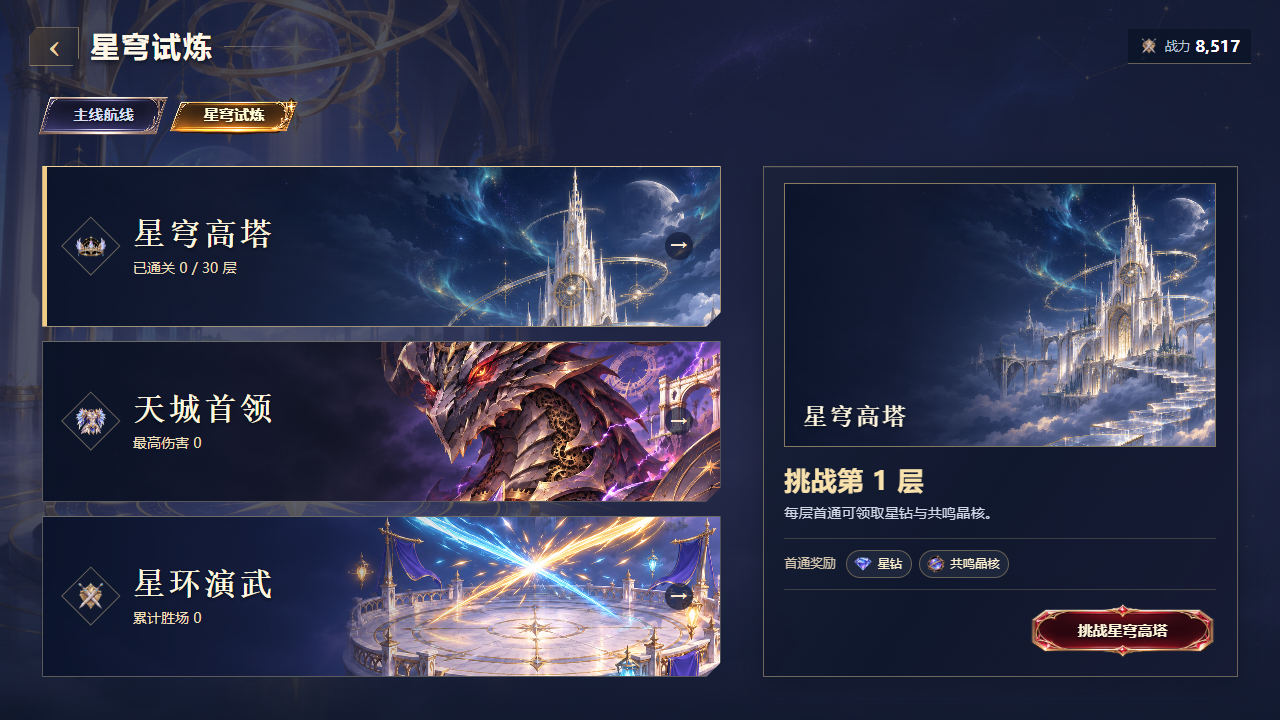 星穹试炼
战力 8,517
主线航线
星穹试炼
星穹高塔
已通关 0 / 30 层
天城首领
最高伤害 0
星环演武
累计胜场 0
星穹高塔
挑战第 1 层
每层首通可领取星钻与共鸣晶核。
首通奖励 星钻 共鸣晶核
挑战星穹高塔